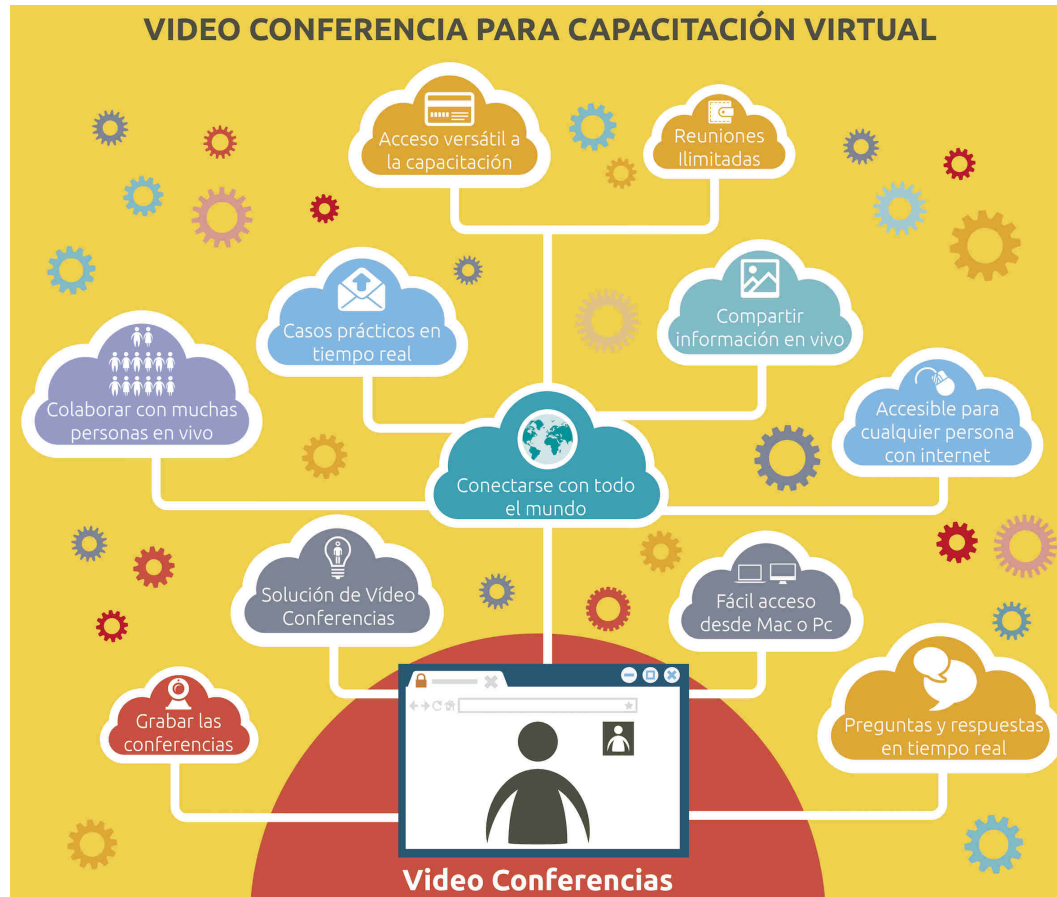 VIDEO CONFERENCIA PARA CAPACITACIÓN VIRTUAL
Acceso versátil a
la capacitación
Reuniones
Ilimitadas
Casos prácticos en
tiempo real
Compartir
información en vivo
Colaborar con muchas
personas en vivo
Accesible para
cualquier persona
con internet
Conectarse con todo
el mundo
Solución de Vídeo
Conferencias
Fácil acceso
desde Mac o Pc
Grabar las
conferencias
Preguntas y respuestas
en tiempo real
Video Conferencias